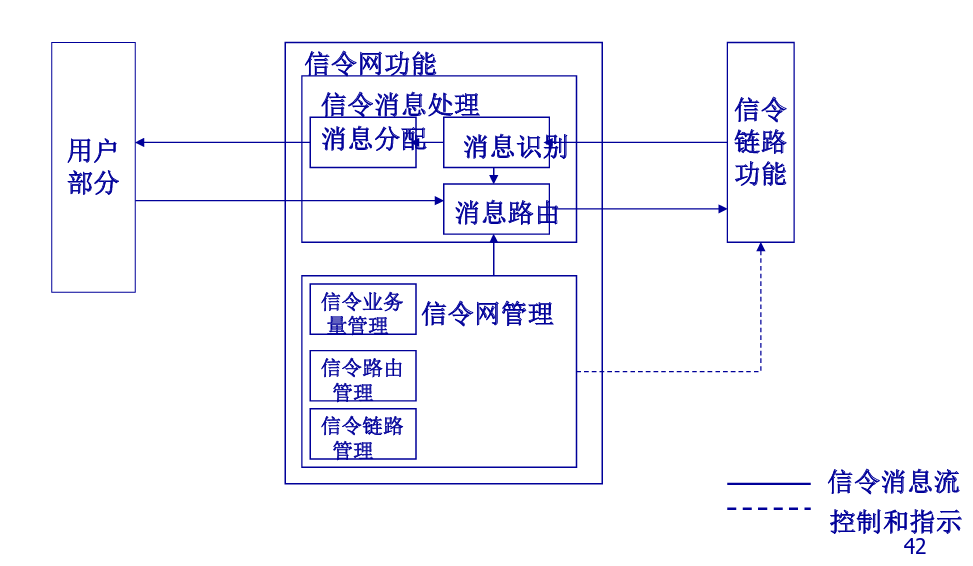 信令网功能
信令消息处理
消息分配
消息识别
消息路由
用户
部分
信令
链路
功能
信令业务
量管理
信令网管理
信令路由
管理
信令链路
管理
信令消息流
控制和指示
42